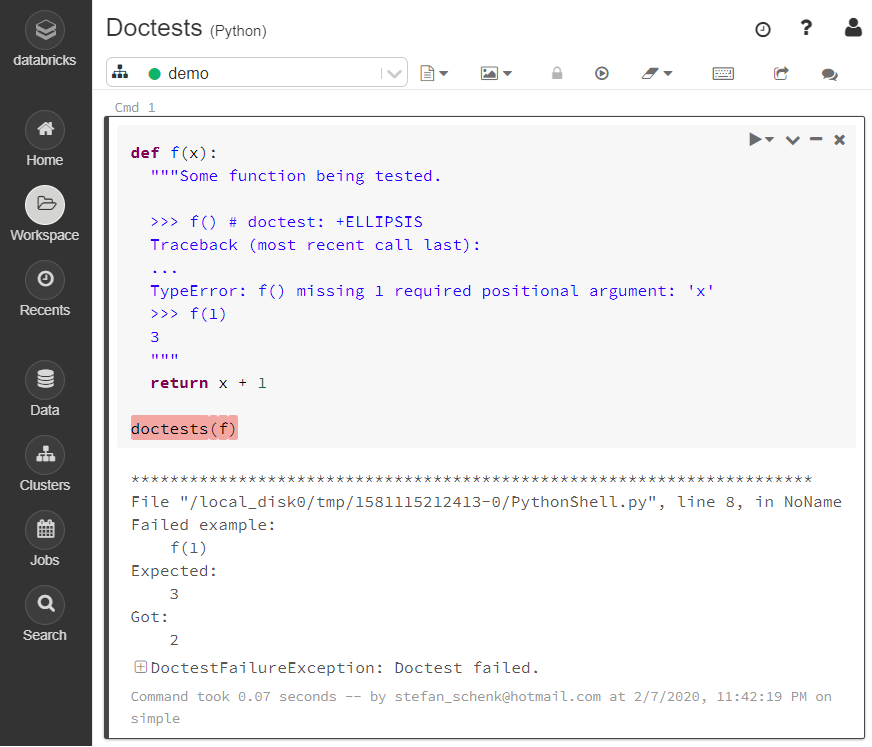 databricks
Home
Workspace
Recents
Data
Clusters
Jobs
Search
Doctests (Python)
?
demo
Cmd 1
def f(x):
"""Some function being tested.
>>> f() # doctest: +ELLIPSIS
Traceback (most recent call last):
...
TypeError: f() missing 1 required positional argument: 'x'
>>> f(1)
3
"""
return x + 1
doctests(f)
**********************************************************************
File "/local_disk0/tmp/1581115212413-0/PythonShell.py", line 8, in NoName
Failed example:
f(1)
Expected:
3
Got:
2
DoctestFailureException: Doctest failed.
Command took 0.07 seconds -- by stefan_schenk@hotmail.com at 2/7/2020, 11:42:19 PM on
simple